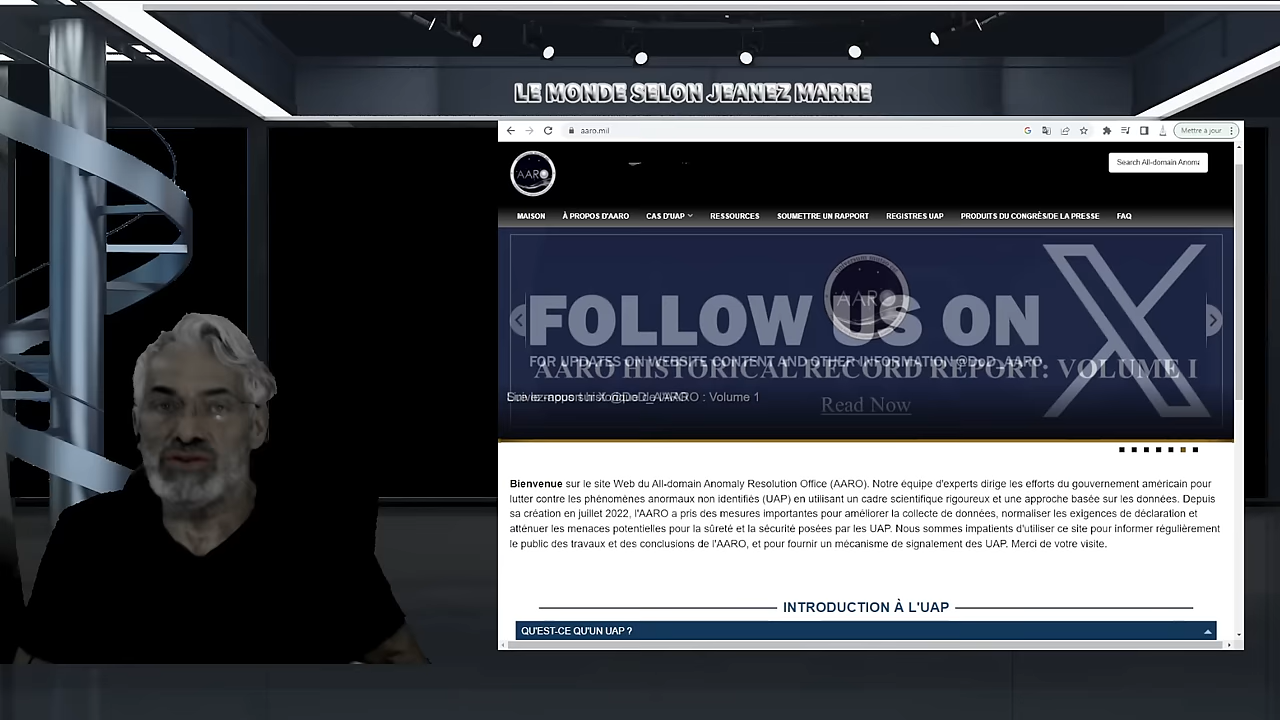 LE MONDE SELON JEANEZ MARRE
aaro.mil
Mettre à jour
AARO
Search All-domain Anoma
MAISON À PROPOS D'AARO CAS D'UAP RESSOURCES SOUMETTRE UN RAPPORT REGISTRES UAP PRODUITS DU CONGRÈS/DE LA PRESSE FAQ
AARO
FOLLOW US ON X
FOR UPDATES ON WEBSITE CONTENT AND OTHER INFORMATION @DoD_AARO
AARO HISTORICAL RECORD REPORT: VOLUME I
Read Now
Bienvenue sur le site Web du All-domain Anomaly Resolution Office (AARO). Notre équipe d'experts dirige les efforts du gouvernement américain pour
lutter contre les phénomènes anormaux non identifiés (UAP) en utilisant un cadre scientifique rigoureux et une approche basée sur les données. Depuis
sa création en juillet 2022, l'AARO a pris des mesures importantes pour améliorer la collecte de données, normaliser les exigences de déclaration et
atténuer les menaces potentielles pour la sûreté et la sécurité posées par les UAP. Nous sommes impatients d'utiliser ce site pour informer régulièrement
le public des travaux et des conclusions de l'AARO, et pour fournir un mécanisme de signalement des UAP. Merci de votre visite.
INTRODUCTION À L'UAP
QU'EST-CE QU'UN UAP ?